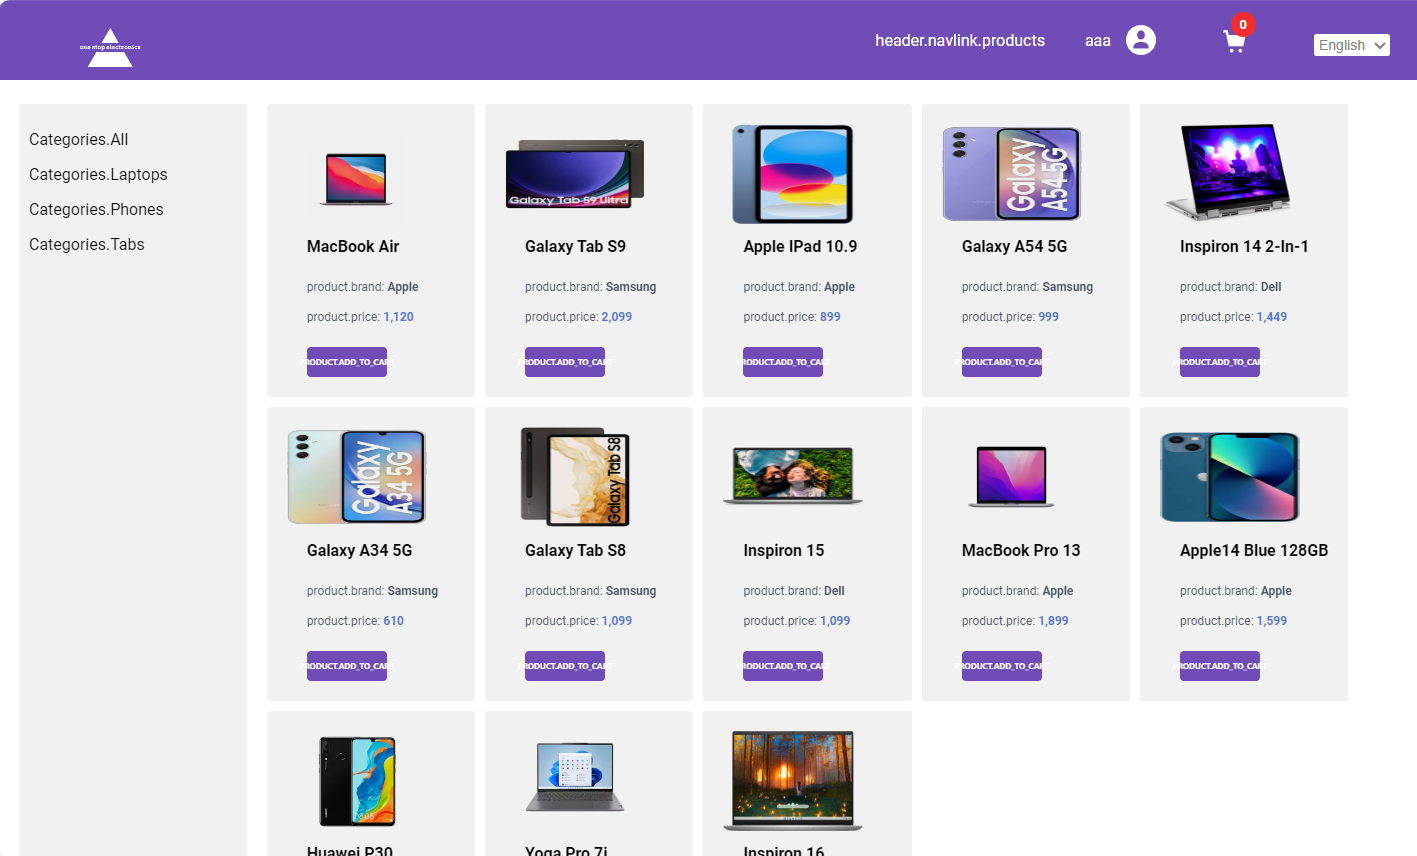 one stop electronics
header.navlink.products
aaa
0
English
Categories.All
Categories.Laptops
Categories.Phones
Categories.Tabs
Galaxy Tab S9 Ultra
Galaxy A54 5G
MacBook Air
Galaxy Tab S9
Apple IPad 10.9
Galaxy A54 5G
Inspiron 14 2-In-1
product.brand: Apple
product.brand: Samsung
product.brand: Apple
product.brand: Samsung
product.brand: Dell
product.price: 1,120
product.price: 2,099
product.price: 899
product.price: 999
product.price: 1,449
PRODUCT.ADD_TO_CART
PRODUCT.ADD_TO_CART
PRODUCT.ADD_TO_CART
PRODUCT.ADD_TO_CART
PRODUCT.ADD_TO_CART
Galaxy A34 5G
Galaxy Tab S8
Galaxy A34 5G
Galaxy Tab S8
Inspiron 15
MacBook Pro 13
Apple14 Blue 128GB
product.brand: Samsung
product.brand: Samsung
product.brand: Dell
product.brand: Apple
product.brand: Apple
product.price: 610
product.price: 1,099
product.price: 1,099
product.price: 1,899
product.price: 1,599
PRODUCT.ADD_TO_CART
PRODUCT.ADD_TO_CART
PRODUCT.ADD_TO_CART
PRODUCT.ADD_TO_CART
PRODUCT.ADD_TO_CART
Huawei P30
Yoga Pro 7i
Inspiron 16